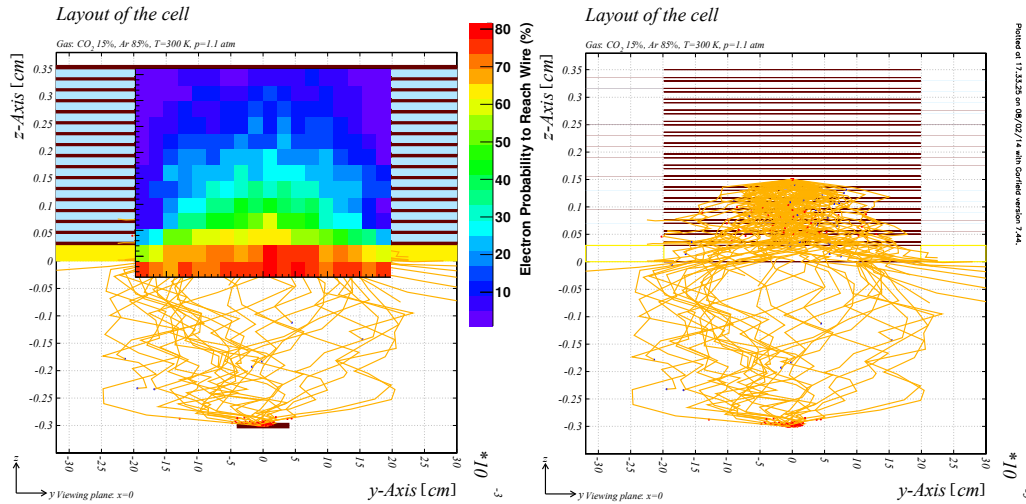 Layout of the cell
Gas: CO2 15%, Ar 85%, T=300 K, p=1.1 atm
z-Axis [cm]
0.35
0.3
0.25
0.2
0.15
0.1
0.05
0
-0.05
-0.1
-0.15
-0.2
-0.25
-0.3
-30 -25 -20 -15 -10 -5 0 5 10 15 20 25 30
*10 -3
y-Axis [cm]
y Viewing plane: x=0
Electron Probability to Reach Wire (%)
80
70
60
50
40
30
20
10
Layout of the cell
Gas: CO2 15%, Ar 85%, T=300 K, p=1.1 atm
z-Axis [cm]
0.35
0.3
0.25
0.2
0.15
0.1
0.05
0
-0.05
-0.1
-0.15
-0.2
-0.25
-0.3
-30 -25 -20 -15 -10 -5 0 5 10 15 20 25 30
*10
y-Axis [cm]
y Viewing plane: x=0
Plotted at 17.33.25 on 08/02/14 with Garfield version 7.44.